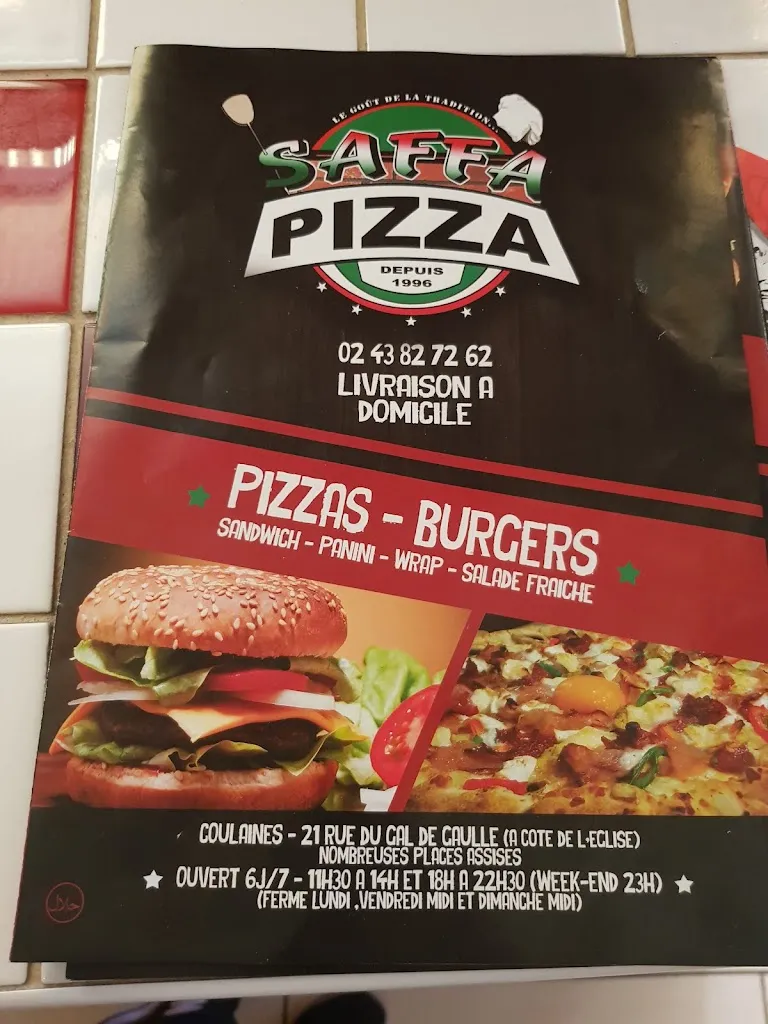 LE GOÛT DE LA TRADITION...
SAFFA
PIZZA
DEPUIS
1996
02 43 82 72 62
LIVRAISON A
DOMICILE
PIZZAS - BURGERS
SANDWICH - PANINI - WRAP - SALADE FRAICHE
COULAINES - 21 RUE DU GAL DE GAULLE (A COTE DE L'EGLISE)
NOMBREUSES PLACES ASSISES
OUVERT 6J/7 - 11H30 A 14H ET 18H A 22H30 (WEEK-END 23H)
(FERME LUNDI ,VENDREDI MIDI ET DIMANCHE MIDI)
حلال